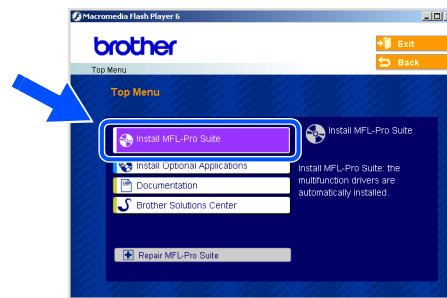 Macromedia Flash Player 6
brother
Exit
Back
Top Menu
Top Menu
Install MFL-Pro Suite
Install Optional Applications
Documentation
Brother Solutions Center
Repair MFL-Pro Suite
Install MFL-Pro Suite
Install MFL-Pro Suite: the
multifunction drivers are
automatically installed.